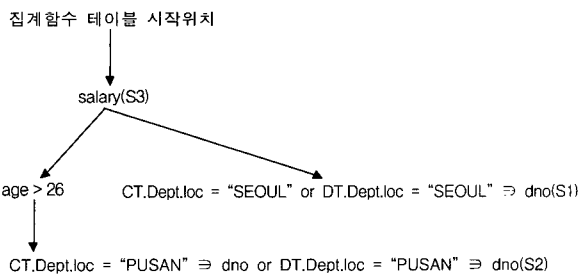 집계함수 테이블 시작위치
salary(S3)
age > 26
CT.Dept.loc = “SEOUL” or DT.Dept.loc = “SEOUL” ∋ dno(S1)
CT.Dept.loc = “PUSAN” ∋ dno or DT.Dept.loc = “PUSAN” ∋ dno(S2)